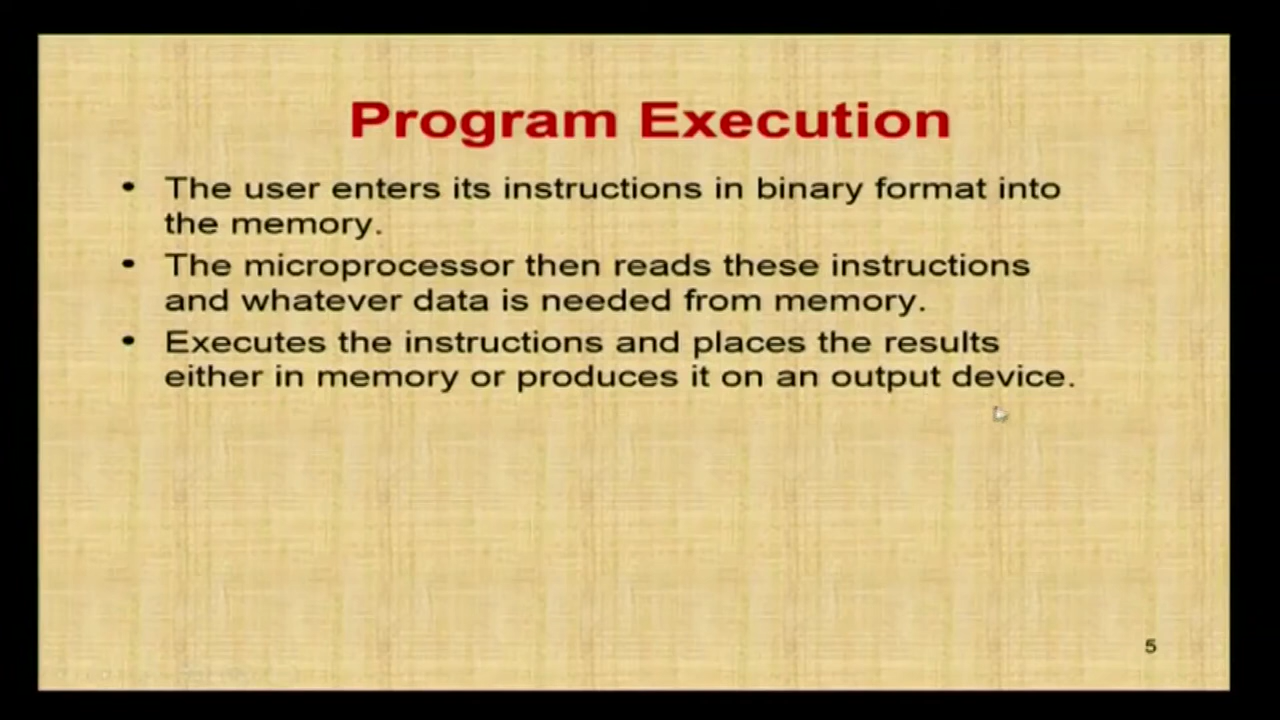 Program Execution
• The user enters its instructions in binary format into
the memory.
• The microprocessor then reads these instructions
and whatever data is needed from memory.
• Executes the instructions and places the results
either in memory or produces it on an output device.
5